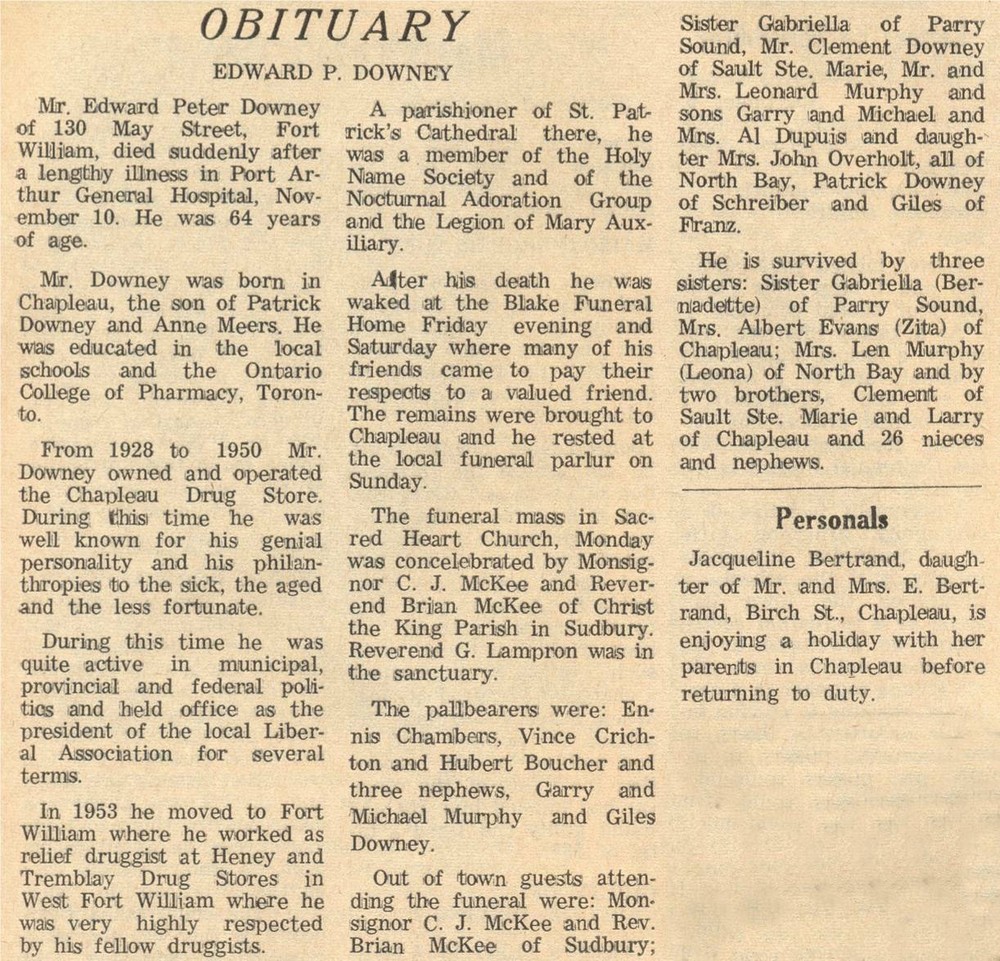 OBITUARY
EDWARD P. DOWNEY
Mr. Edward Peter Downey
of 130 May Street, Fort
William, died suddenly after
a lengthy illness in Port Ar-
thur General Hospital, Nov-
ember 10. He was 64 years
of age.
Mr. Downey was born in
Chapleau, the son of Patrick
Downey and Anne Meers. He
was educated in the local
schools and the Ontario
College of Pharmacy, Toron-
to.
From 1928 to 1950 Mr.
Downey owned and operated
the Chapleau Drug Store.
During this time he was
well known for his genial
personality and his philan-
thropies to the sick, the aged
and the less fortunate.
During this time he was
quite active in municipal,
provincial and federal poli-
tics and held office as the
president of the local Liber-
al Association for several
terms.
In 1953 he moved to Fort
William where he worked as
relief druggist at Heney and
Tremblay Drug Stores in
West Fort William where he
was very highly respected
by his fellow druggists.
A parishioner of St. Pat-
rick's Cathedral there, he
was a member of the Holy
Name Society and of the
Nocturnal Adoration Group
and the Legion of Mary Aux-
iliary.
After his death he was
waked at the Blake Funeral
Home Friday evening and
Saturday where many of his
friends came to pay their
respects to a valued friend.
The remains were brought to
Chapleau and he rested at
the local funeral parlur on
Sunday.
The funeral mass in Sac-
red Heart Church, Monday
was concelebrated by Monsig-
nor C. J. McKee and Rever-
end Brian McKee of Christ
the King Parish in Sudbury.
Reverend G. Lampron was in
the sanctuary.
The pallbearers were: En-
nis Chambers, Vince Crich-
ton and Hubert Boucher and
three nephews, Garry and
Michael Murphy and Giles
Downey.
Out of town guests atten-
ding the funeral were: Mon-
signor C. J. McKee and Rev.
Brian McKee of Sudbury;
Sister Gabriella of Parry
Sound, Mr. Clement Downey
of Sault Ste. Marie, Mr. and
Mrs. Leonard Murphy and
sons Garry and Michael and
Mrs. Al Dupuis and daugh-
ter Mrs. John Overholt, all of
North Bay, Patrick Downey
of Schreiber and Giles of
Franz.
He is survived by three
sisters: Sister Gabriella (Ber-
nadette) of Parry Sound,
Mrs. Albert Evans (Zita) of
Chapleau; Mrs. Len Murphy
(Leona) of North Bay and by
two brothers, Clement of
Sault Ste. Marie and Larry
of Chapleau and 26 nieces
and nephews.
Personals
Jacqueline Bertrand, daugh-
ter of Mr. and Mrs. E. Bert-
rand, Birch St., Chapleau, is
enjoying a holiday with her
parents in Chapleau before
returning to duty.